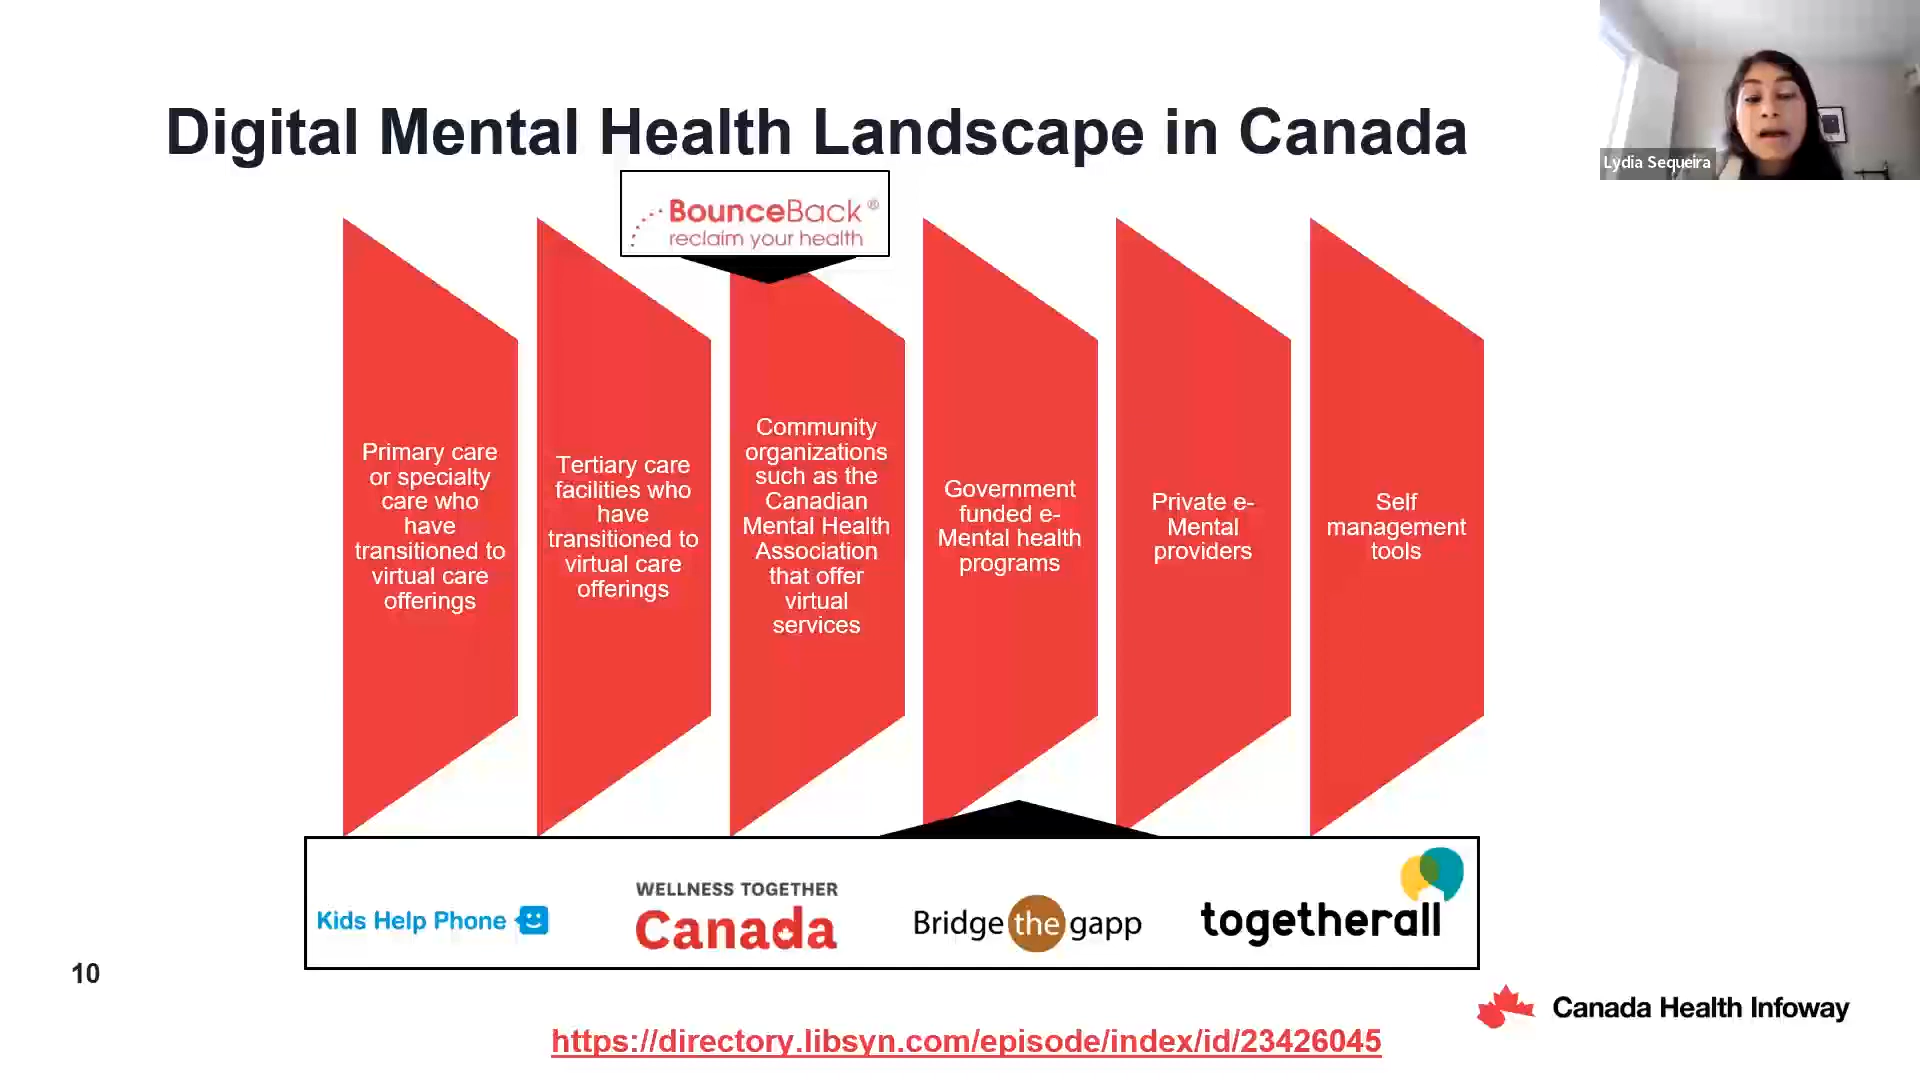 Digital Mental Health Landscape in Canada
Lydia Sequeira
BounceBack®
reclaim your health
Primary care
or specialty
care who
have
transitioned to
virtual care
offerings
Tertiary care
facilities who
have
transitioned to
virtual care
offerings
Community
organizations
such as the
Canadian
Mental Health
Association
that offer
virtual
services
Government
funded e-
Mental health
programs
Private e-
Mental
providers
Self
management
tools
Kids Help Phone
WELLNESS TOGETHER
Canada
Bridge the gapp
togetherall
10
Canada Health Infoway
https://directory.libsyn.com/episode/index/id/23426045